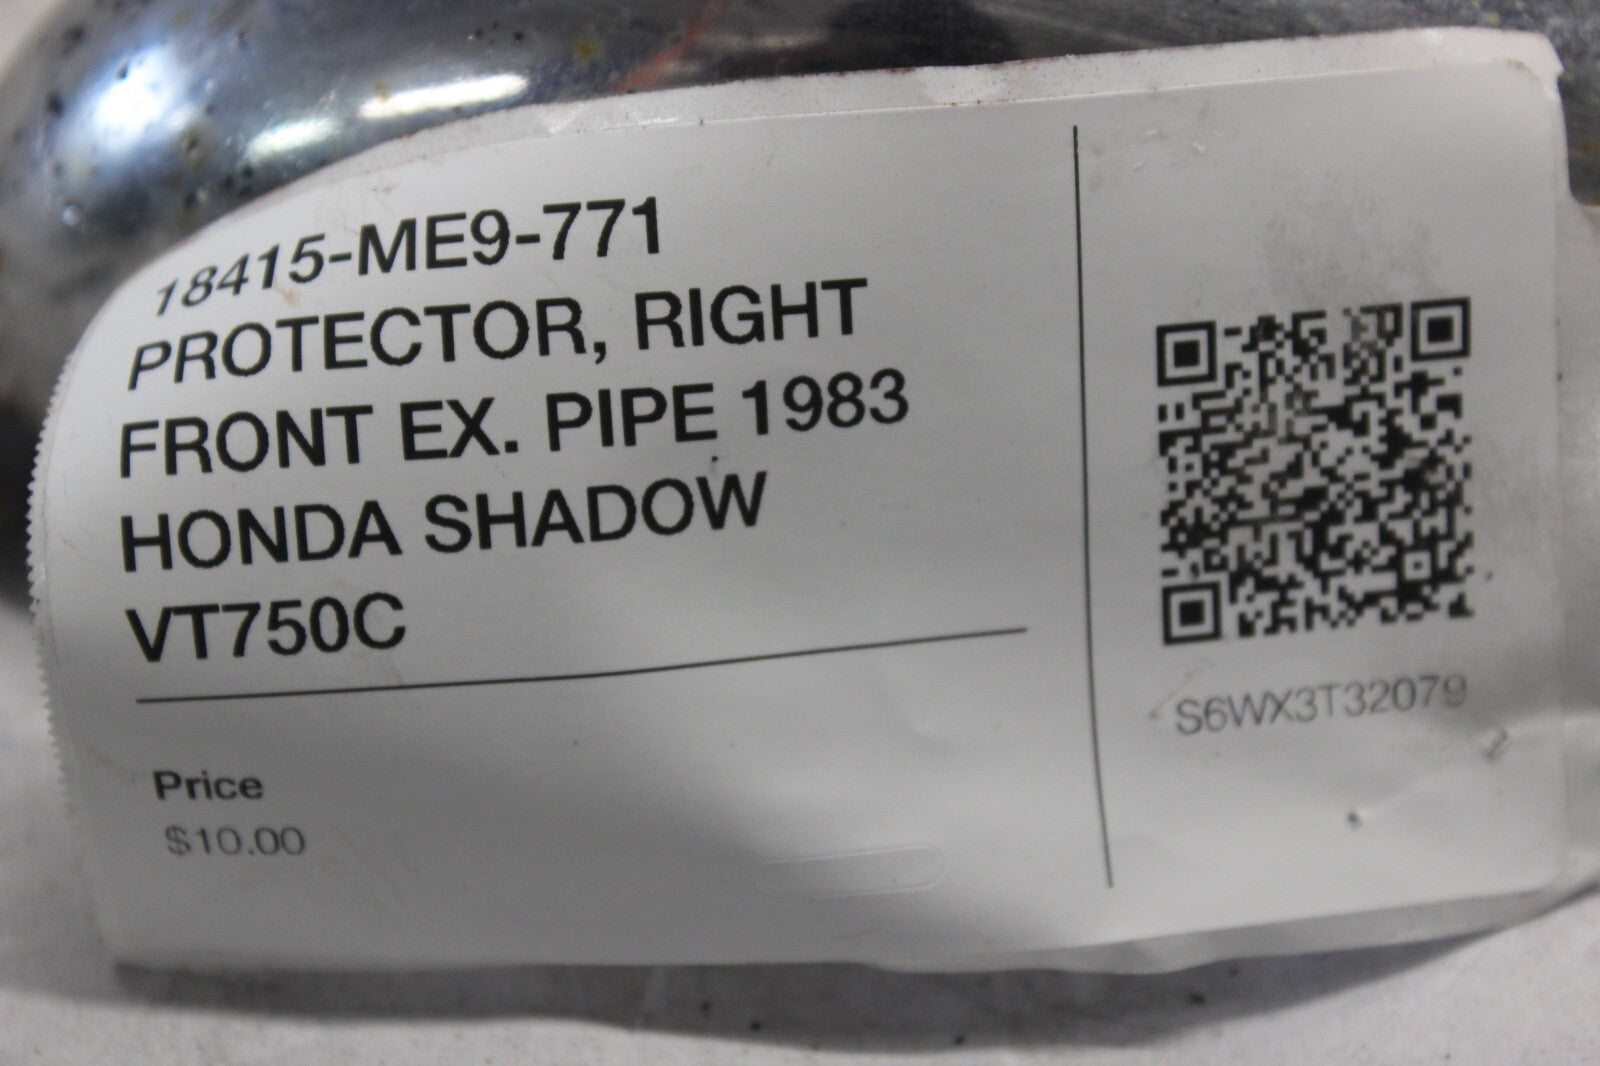 18415-ME9-771
PROTECTOR, RIGHT
FRONT EX. PIPE 1983
HONDA SHADOW
VT750C
Price
$10.00
S6WX3T32079